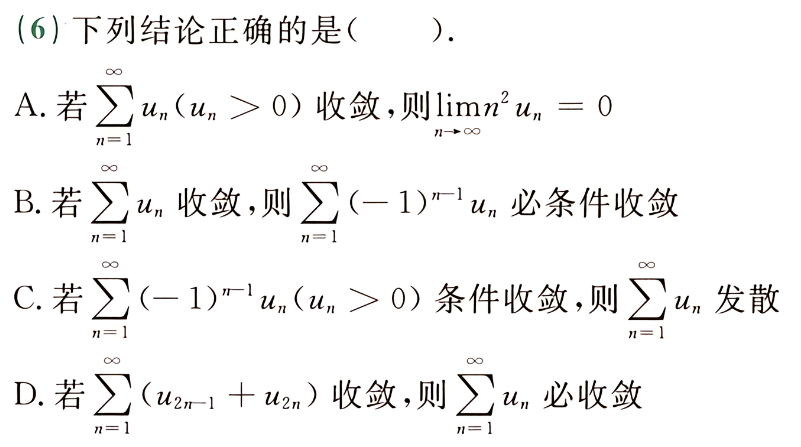 (6) 下列结论正确的是(　　).
A. 若 $\sum_{n=1}^{\infty} u_n (u_n > 0)$ 收敛,则 $\lim_{n \to \infty} n^2 u_n = 0$
B. 若 $\sum_{n=1}^{\infty} u_n$ 收敛,则 $\sum_{n=1}^{\infty} (-1)^{n-1} u_n$ 必条件收敛
C. 若 $\sum_{n=1}^{\infty} (-1)^{n-1} u_n (u_n > 0)$ 条件收敛,则 $\sum_{n=1}^{\infty} u_n$ 发散
D. 若 $\sum_{n=1}^{\infty} (u_{2n-1} + u_{2n})$ 收敛,则 $\sum_{n=1}^{\infty} u_n$ 必收敛